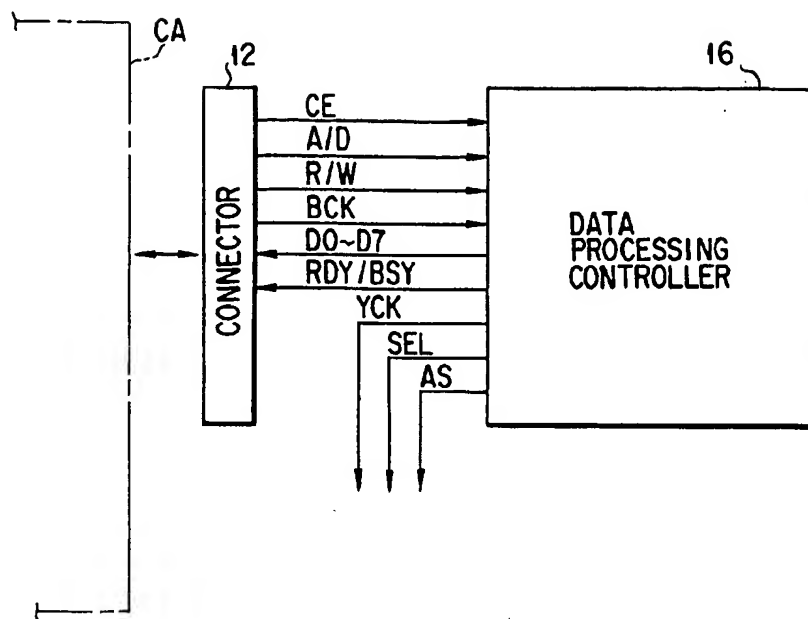 CA
12
16
CE
A/D
R/W
BCK
D0~D7
RDY/BSY
YCK
SEL
AS
CONNECTOR
DATA
PROCESSING
CONTROLLER